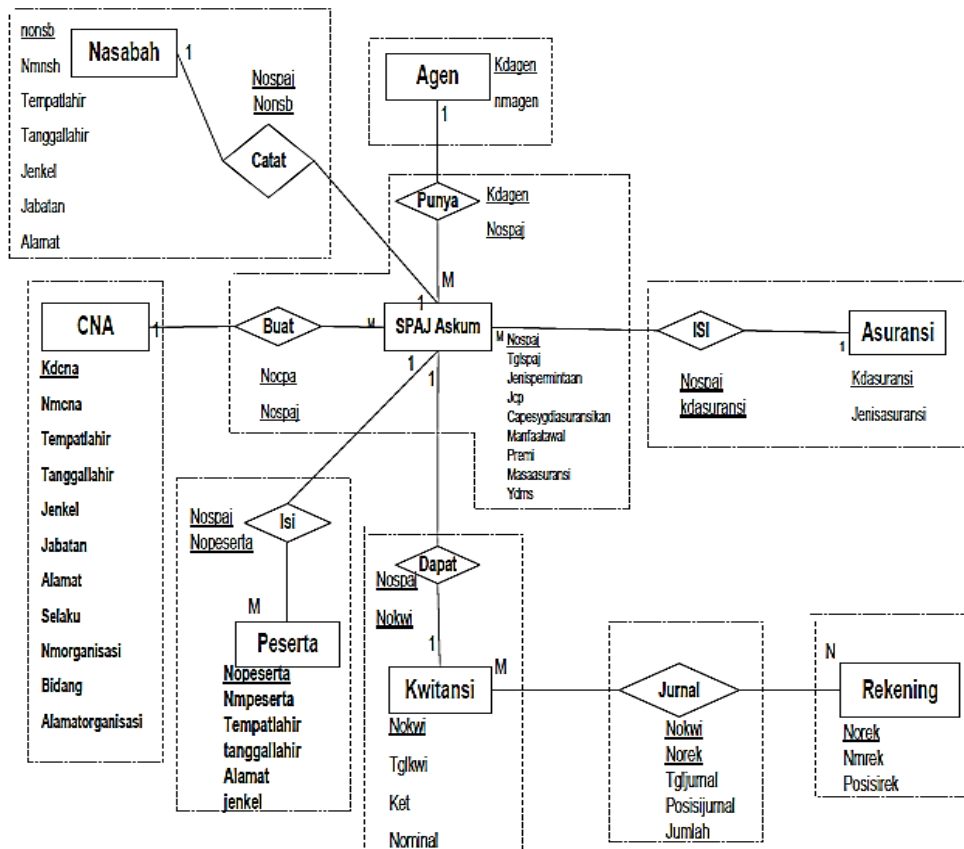 nonsb
Nasabah
1
Nmnsh
Tempatlahir
Tanggallahir
Jenkel
Jabatan
Alamat
Nospaj
Nonsb
Catat
Agen
Kdagen
nmagen
1
Punya
Kdagen
Nospaj
M
1
CNA
1
Buat
M
SPAJ Askum
M
ISI
1
Asuransi
Kdcna
Nmcna
Tempatlahir
Tanggallahir
Jenkel
Jabatan
Alamat
Selaku
Nmorganisasi
Bidang
Alamatorganisasi
Nocpa
Nospaj
1
1
Nospaj
Tglspaj
Jenispermintaan
Jcp
Capesygdiasuransikan
Manfaatawal
Premi
Masaasuransi
Ydms
Nospaj
kdasuransi
Kdasuransi
Jenisasuransi
Nospaj
Nopeserta
Isi
M
Peserta
Nopeserta
Nmpeserta
Tempatlahir
tanggallahir
Alamat
jenkel
Dapat
Nospaj
Nokwi
1
Kwitansi
M
Nokwi
Tglkwi
Ket
Nominal
Jurnal
Nokwi
Norek
Tgljurnal
Posisijurnal
Jumlah
N
Rekening
Norek
Nmrek
Posisirek